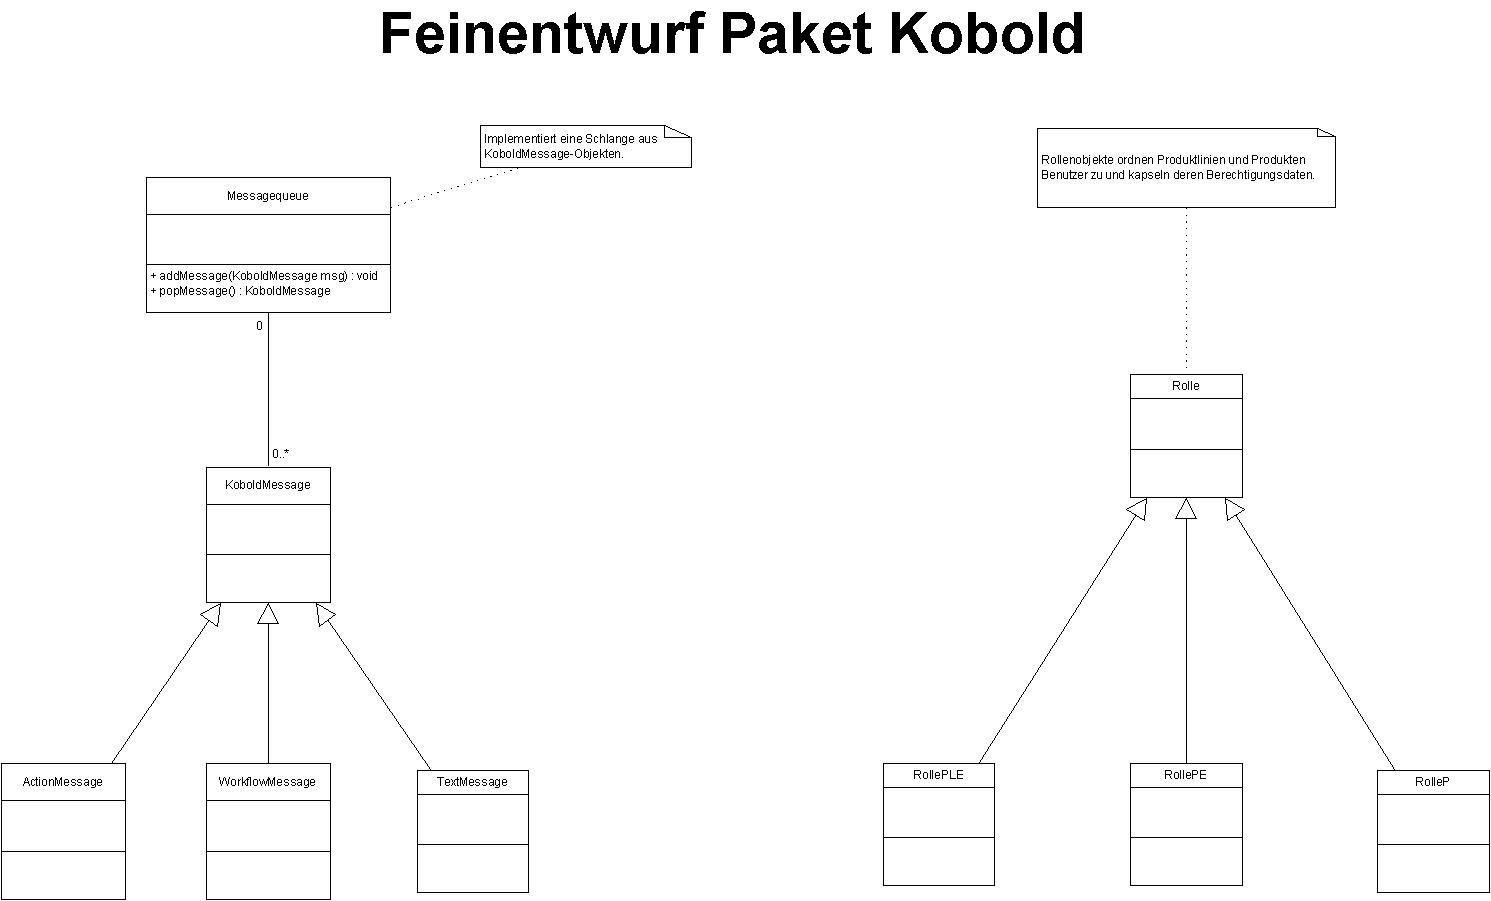 Feinentwurf Paket Kobold
Implementiert eine Schlange aus
KoboldMessage-Objekten.
Rollenobjekte ordnen Produktlinien und Produkten
Benutzer zu und kapseln deren Berechtigungsdaten.
Messagequeue
+ addMessage(KoboldMessage msg) : void
+ popMessage() : KoboldMessage
0
0..*
KoboldMessage
Rolle
ActionMessage
WorkflowMessage
TextMessage
RollePLE
RollePE
RolleP